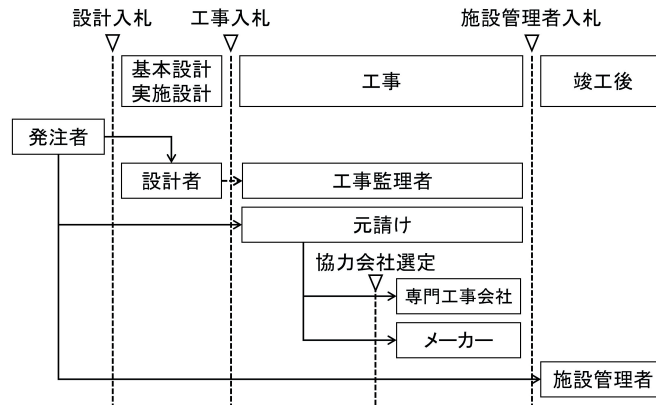 設計入札
工事入札
施設管理者入札
基本設計
実施設計
工事
竣工後
発注者
設計者
工事監理者
元請け
協力会社選定
専門工事会社
メーカー
施設管理者